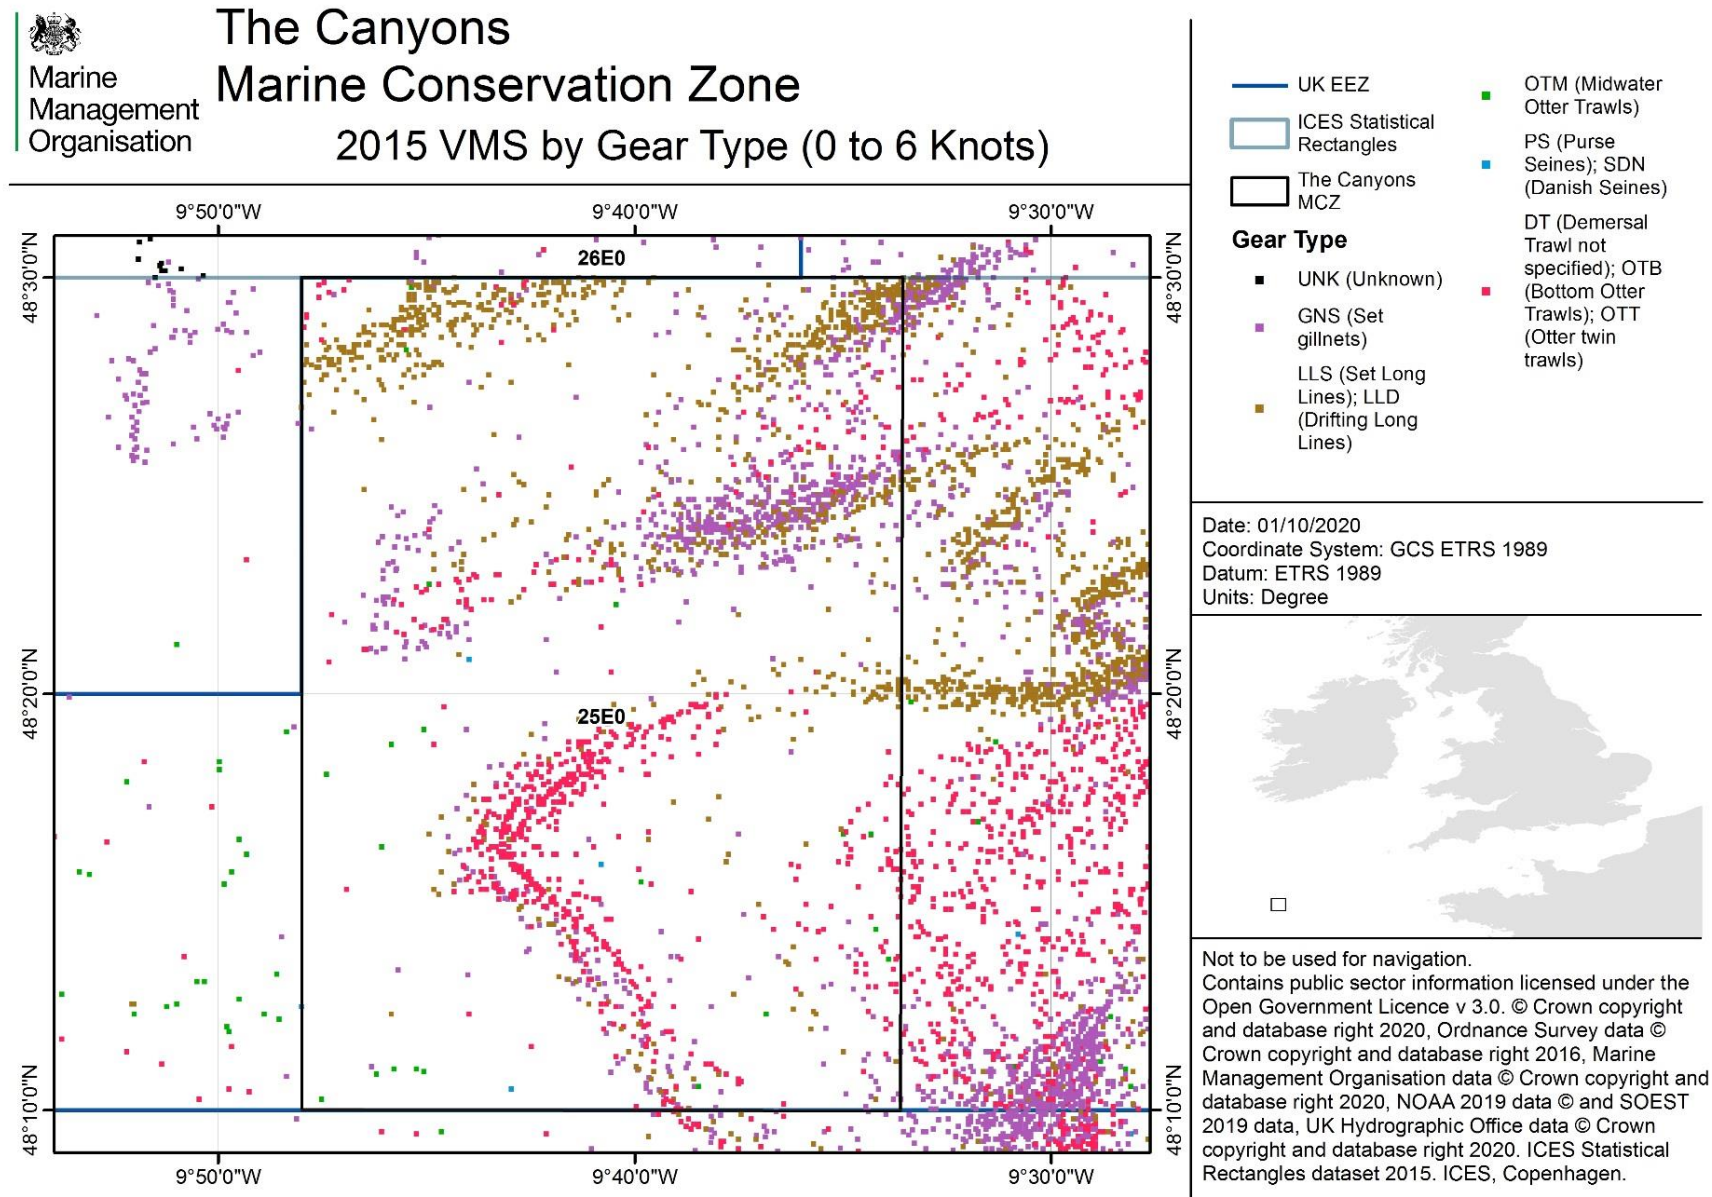 Marine
Management
Organisation
The Canyons
Marine Conservation Zone
2015 VMS by Gear Type (0 to 6 Knots)
9°50'0"W
9°40'0"W
9°30'0"W
48°30'0"N
48°20'0"N
48°10'0"N
26E0
25E0
48°30'0"N
48°20'0"N
48°10'0"N
9°50'0"W
9°40'0"W
9°30'0"W
UK EEZ
ICES Statistical
Rectangles
The Canyons
MCZ
Gear Type
UNK (Unknown)
GNS (Set
gillnets)
LLS (Set Long
Lines); LLD
(Drifting Long
Lines)
OTM (Midwater
Otter Trawls)
PS (Purse
Seines); SDN
(Danish Seines)
DT (Demersal
Trawl not
specified); OTB
(Bottom Otter
Trawls); OTT
(Otter twin
trawls)
Date: 01/10/2020
Coordinate System: GCS ETRS 1989
Datum: ETRS 1989
Units: Degree
Not to be used for navigation.
Contains public sector information licensed under the
Open Government Licence v 3.0. © Crown copyright
and database right 2020, Ordnance Survey data ©
Crown copyright and database right 2016, Marine
Management Organisation data © Crown copyright and
database right 2020, NOAA 2019 data © and SOEST
2019 data, UK Hydrographic Office data © Crown
copyright and database right 2020. ICES Statistical
Rectangles dataset 2015. ICES, Copenhagen.